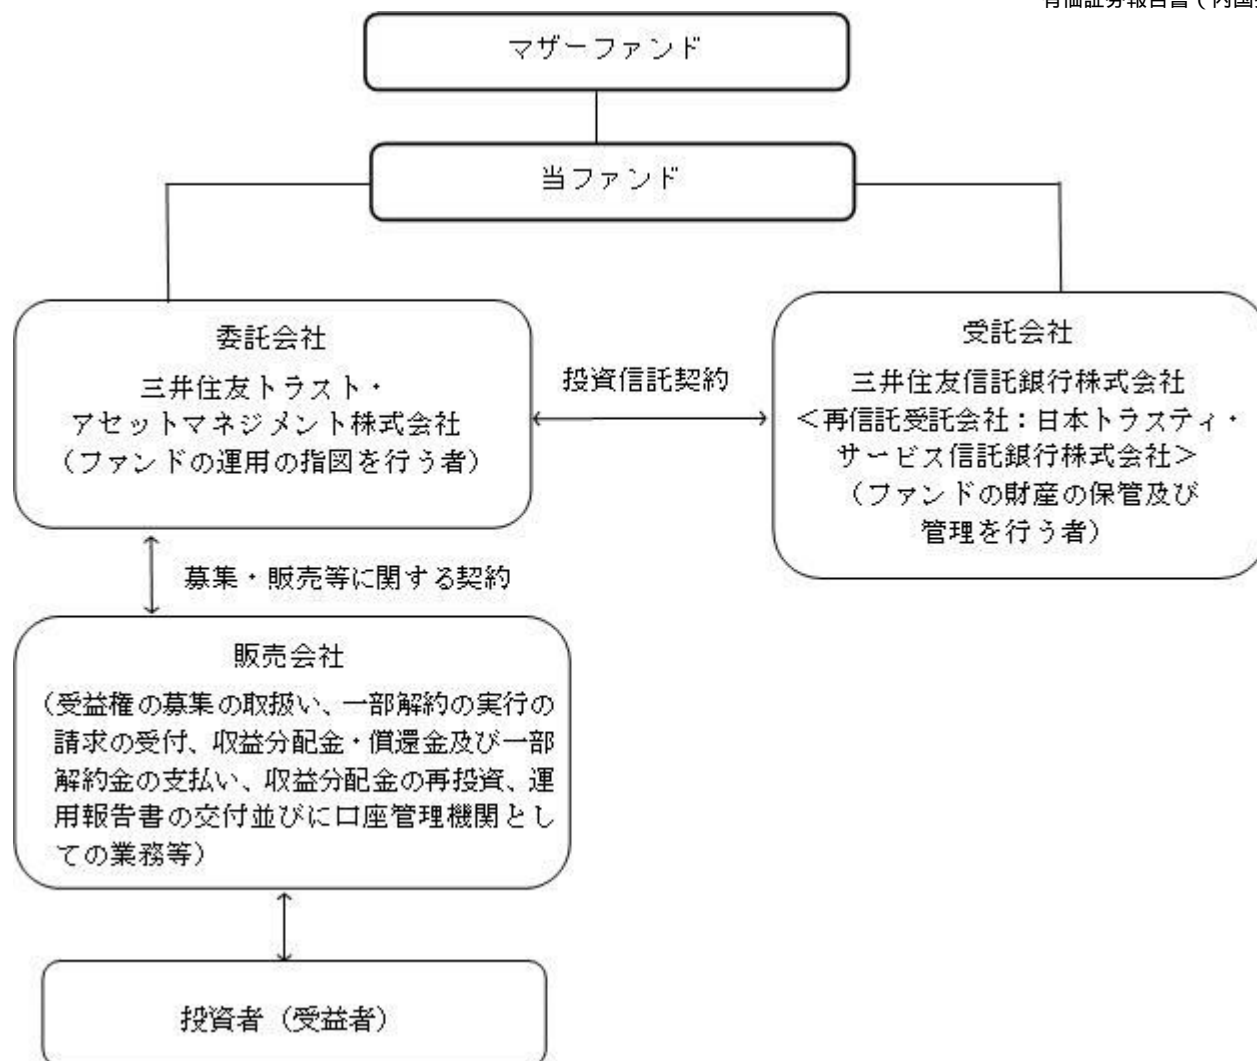 有価証券報告書(内国
マザーファンド
当ファンド
委託会社
三井住友トラスト・
アセットマネジメント株式会社
(ファンドの運用の指図を行う者)
投資信託契約
受託会社
三井住友信託銀行株式会社
<再信託受託会社:日本トラスティ・
サービス信託銀行株式会社>
(ファンドの財産の保管及び
管理を行う者)
募集・販売等に関する契約
販売会社
(受益権の募集の取扱い、一部解約の実行の
請求の受付、収益分配金・償還金及び一部
解約金の支払い、収益分配金の再投資、運
用報告書の交付並びに口座管理機関とし
ての業務等)
投資者(受益者)